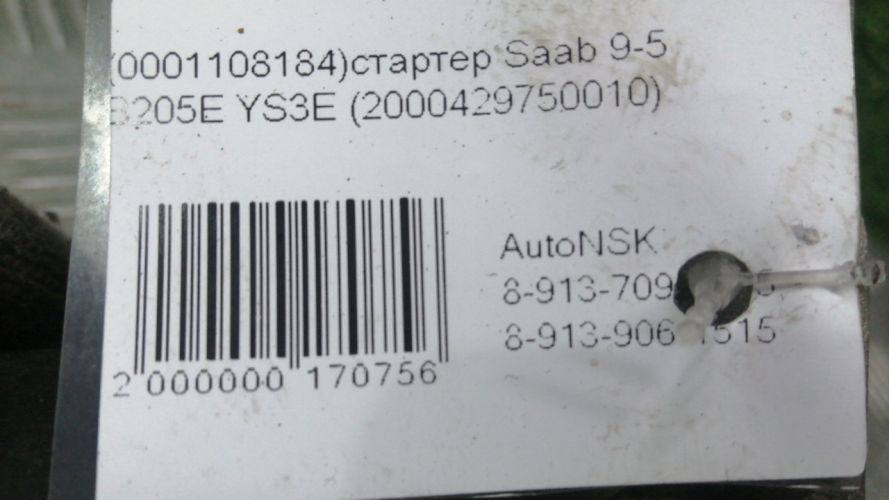 (0001108184)стартер Saab 9-5
B205E YS3E (2000429750010)
AutoNSK
8-913-709
8-913-906 1515
2 000000 170756